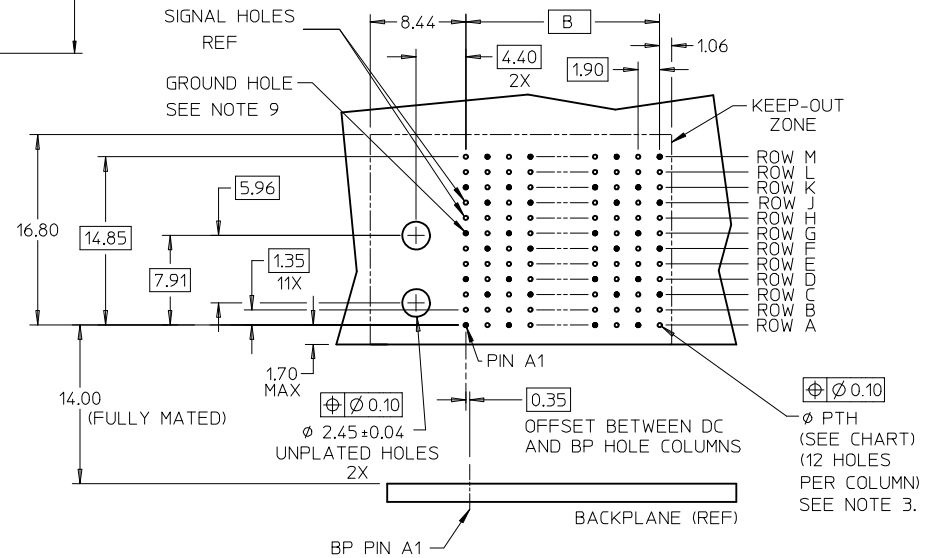 SIGNAL HOLES
REF
8.44
B
1.06
4.40
2X
1.90
GROUND HOLE
SEE NOTE 9
KEEP-OUT
ZONE
ROW M
ROW L
ROW K
ROW J
ROW H
ROW G
ROW F
ROW E
ROW D
ROW C
ROW B
ROW A
5.96
16.80
14.85
7.91
1.35
11X
PIN A1
1.70
MAX
14.00
(FULLY MATED)
⌖ Ø 0.10
Ø 2.45±0.04
UNPLATED HOLES
2X
0.35
OFFSET BETWEEN DC
AND BP HOLE COLUMNS
⌖ Ø 0.10
Ø PTH
(SEE CHART)
(12 HOLES
PER COLUMN)
SEE NOTE 3.
BACKPLANE (REF)
BP PIN A1